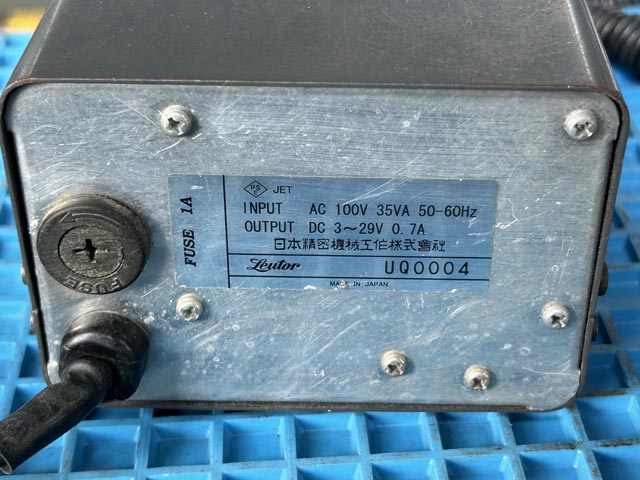 PS E JET
INPUT AC 100V 35VA 50-60Hz
OUTPUT DC 3～29V 0.7A
日本精密機械工作株式會社
Leutor UQ0004
MADE IN JAPAN
FUSE 1A
FUSE